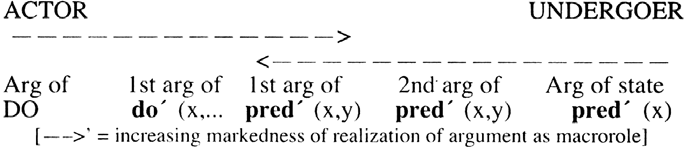 ACTOR UNDERGOER
– – – – – – – – – – – – – – – – – – – >
< – – – – – – – – – – – – – – – – – – – – – –
Arg of 1st arg of 1st arg of 2nd arg of Arg of state
DO do´ (x,... pred´ (x,y) pred´ (x,y) pred´ (x)
[– – –>' = increasing markedness of realization of argument as macrorole]